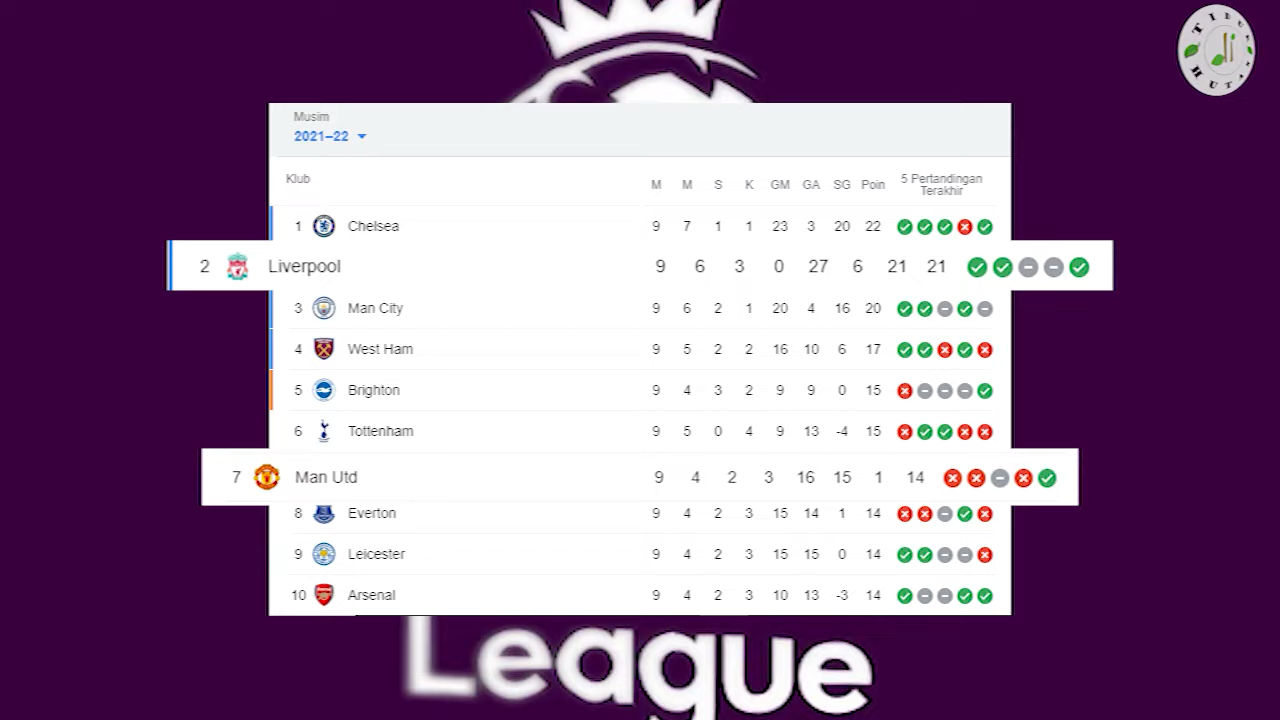 TIDUR
HUTAN
Musim
2021–22
Klub M M S K GM GA SG Poin 5 Pertandingan Terakhir
1 Chelsea 9 7 1 1 23 3 20 22
2 Liverpool 9 6 3 0 27 6 21 21
3 Man City 9 6 2 1 20 4 16 20
4 West Ham 9 5 2 2 16 10 6 17
5 Brighton 9 4 3 2 9 9 0 15
6 Tottenham 9 5 0 4 9 13 -4 15
7 Man Utd 9 4 2 3 16 15 1 14
8 Everton 9 4 2 3 15 14 1 14
9 Leicester 9 4 2 3 15 15 0 14
10 Arsenal 9 4 2 3 10 13 -3 14
League